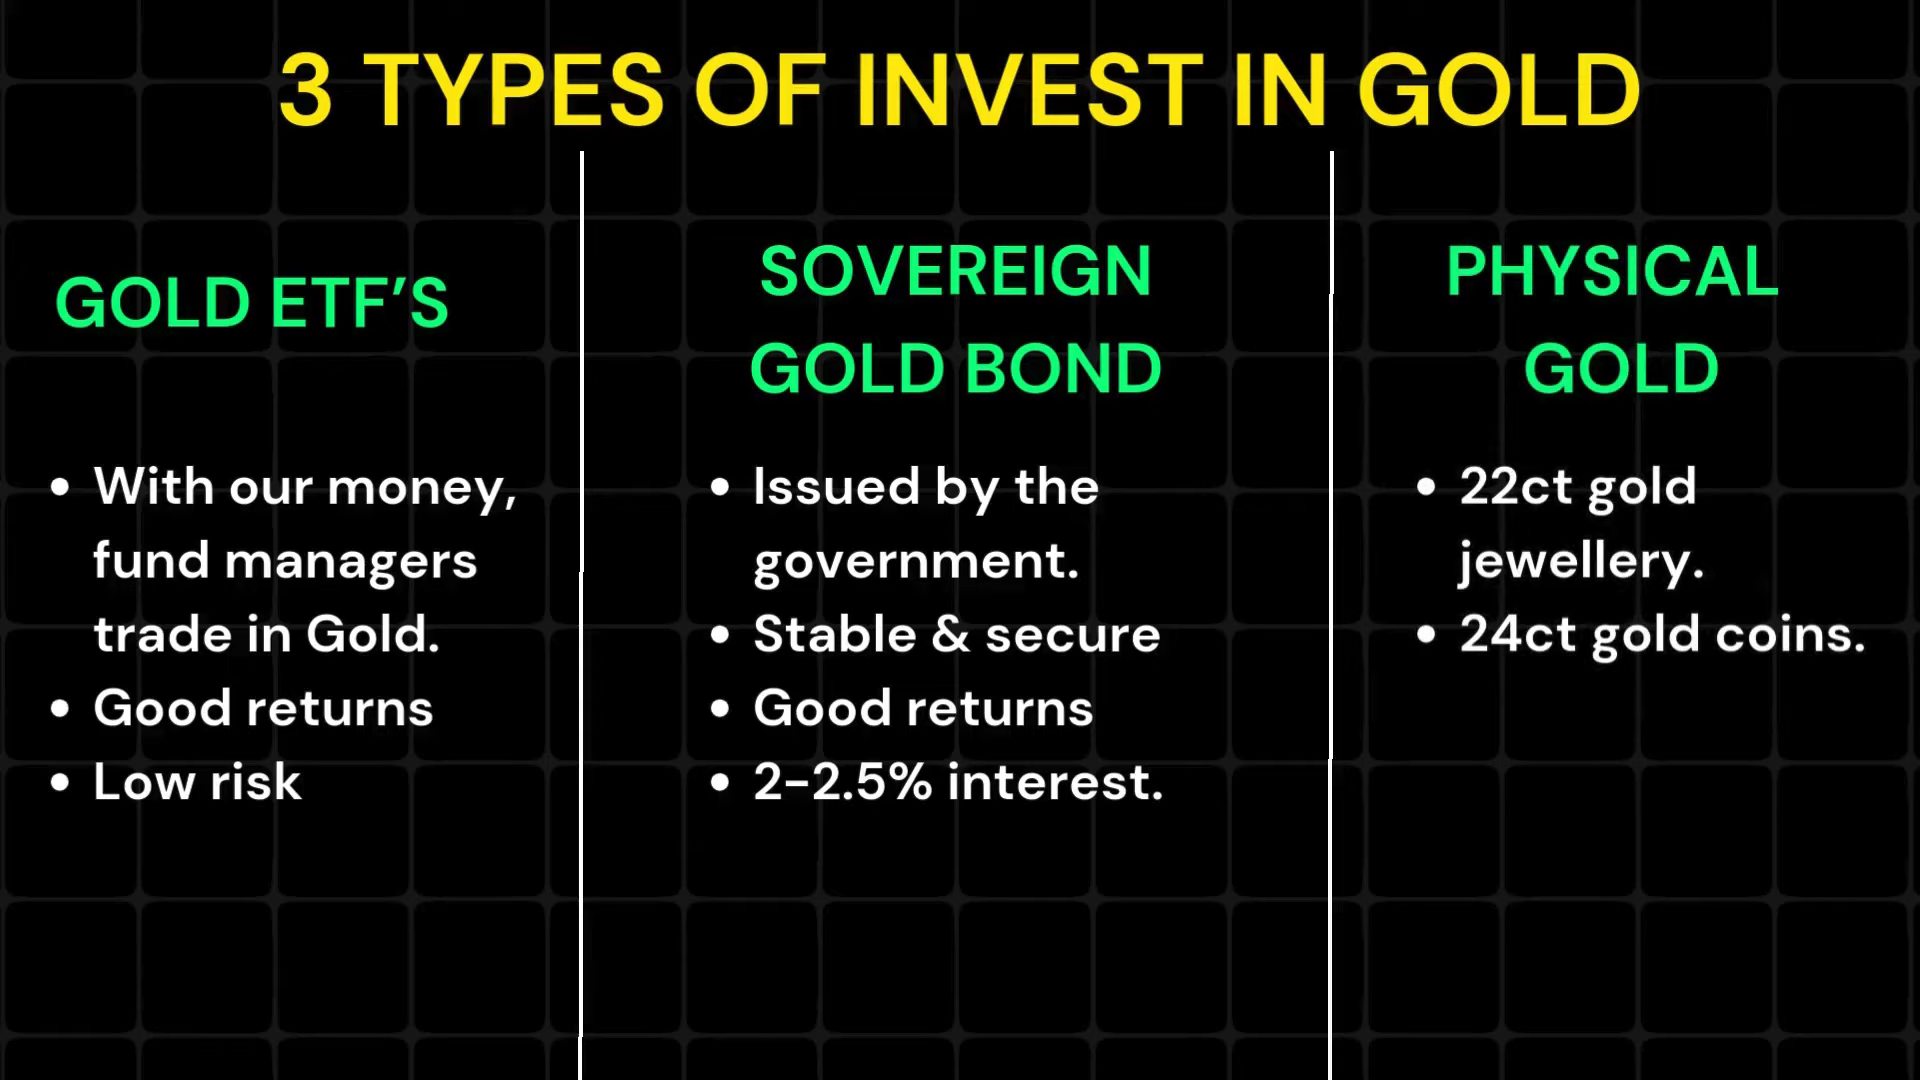 3 TYPES OF INVEST IN GOLD
GOLD ETF’S
• With our money,
fund managers
trade in Gold.
• Good returns
• Low risk
SOVEREIGN
GOLD BOND
• Issued by the
government.
• Stable & secure
• Good returns
• 2-2.5% interest.
PHYSICAL
GOLD
• 22ct gold
jewellery.
• 24ct gold coins.